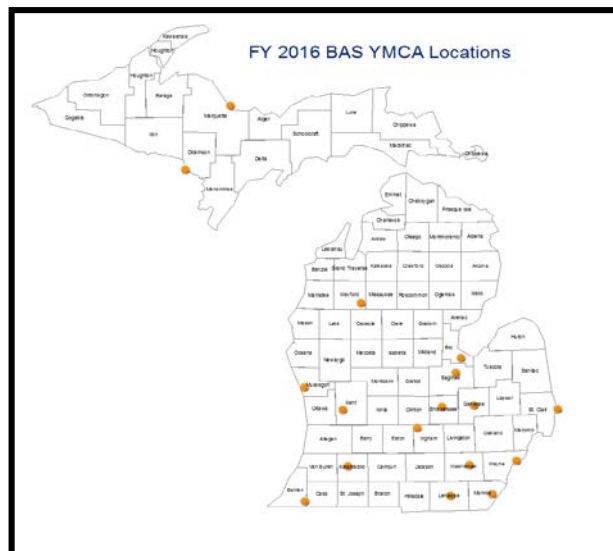 FY 2016 BAS YMCA Locations
Keweenaw
Houghton
Houghton
Ontonagon
Baraga
Gogebic
Marquette
Alger
Luce
Chippewa
Iron
Schoolcraft
Mackinac
Chippewa
Dickinson
Delta
Menominee
Emmet
Cheboygan
Presque Isle
Charlevoix
Leelanau
Antrim
Otsego
Montmorency
Alpena
Benzie
Grand Traverse
Kalkaska
Crawford
Oscoda
Alcona
Manistee
Wexford
Missaukee
Roscommon
Ogemaw
Iosco
Mason
Lake
Osceola
Clare
Gladwin
Arenac
Huron
Oceana
Newaygo
Mecosta
Isabella
Midland
Bay
Tuscola
Sanilac
Muskegon
Montcalm
Gratiot
Saginaw
Ottawa
Kent
Ionia
Clinton
Shiawassee
Genesee
Lapeer
St. Clair
Allegan
Barry
Eaton
Ingham
Livingston
Oakland
Macomb
Van Buren
Kalamazoo
Calhoun
Jackson
Washtenaw
Wayne
Berrien
Cass
St. Joseph
Branch
Hillsdale
Lenawee
Monroe